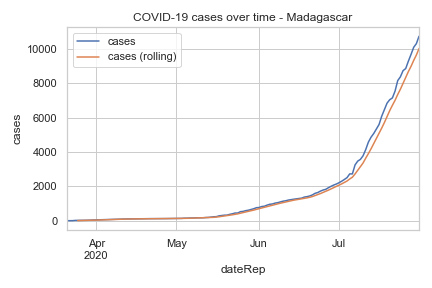 COVID-19 cases over time - Madagascar
cases
cases (rolling)
10000
8000
6000
4000
2000
0
cases
Apr
2020
May
Jun
Jul
dateRep